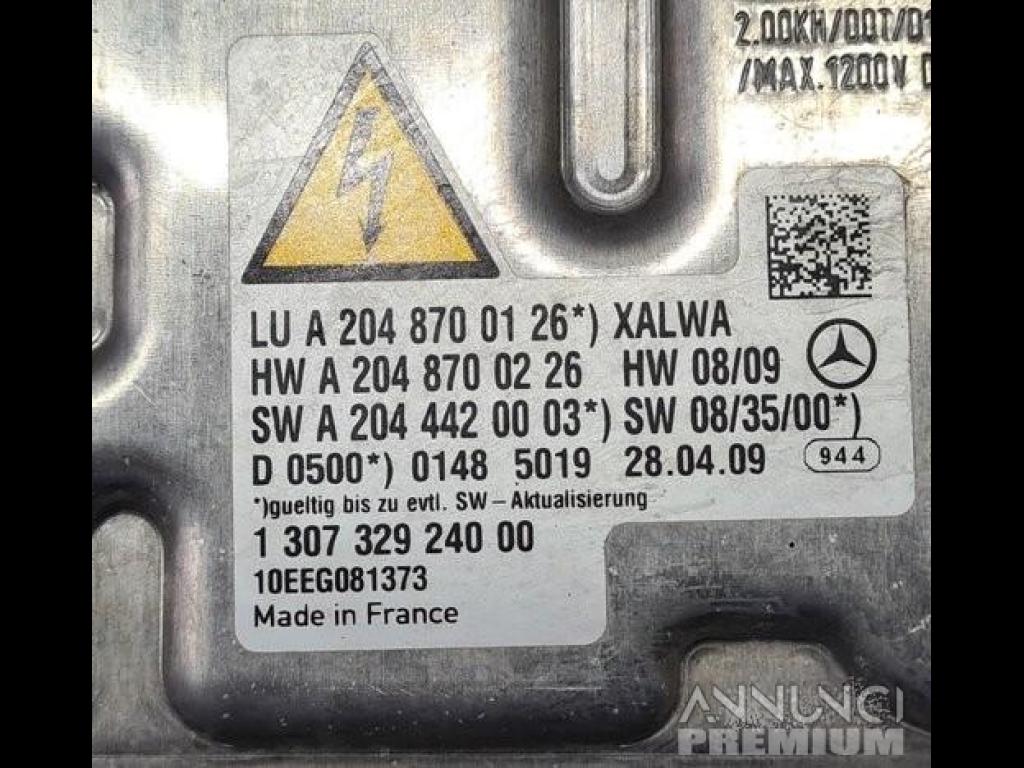 2.00KH/DOT/01
/MAX.1200V
LU A 204 870 01 26*) XALWA
HW A 204 870 02 26 HW 08/09
SW A 204 442 00 03*) SW 08/35/00*)
D 0500*) 0148 5019 28.04.09 944
*)gueltig bis zu evtl. SW-Aktualisierung
1 307 329 240 00
10EEG081373
Made in France
ANNUNCI
PREMIUM